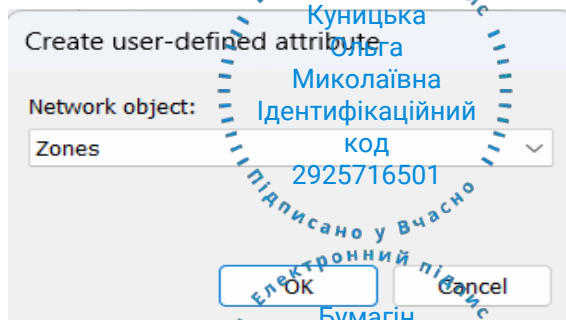 Create user-defined attribute
Куницька
Ольга
Миколаївна
Ідентифікаційний
код
2925716501
Підписано у Вчасно
Network object:
Zones
Електронний підпис
OK
Cancel
Бумагін